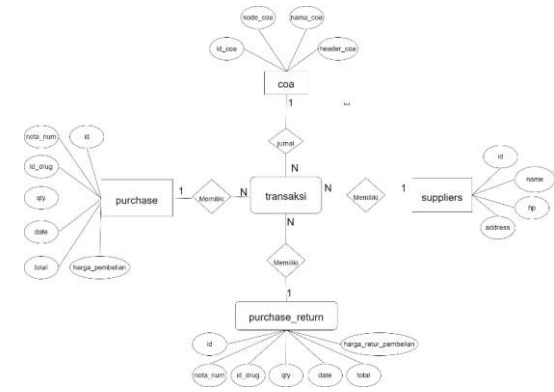 kode_coa
nama_coa
id_coa
header_coa
coa
1
jurnal
nota_num
id
id_drug
qty
date
total
harga_pembelian
purchase
1
Memiliki
N
N
transaksi
N
N
Memiliki
1
suppliers
id
name
hp
address
Memiliki
1
purchase_return
id
harga_retur_pembelian
nota_num
id_drug
qty
date
total